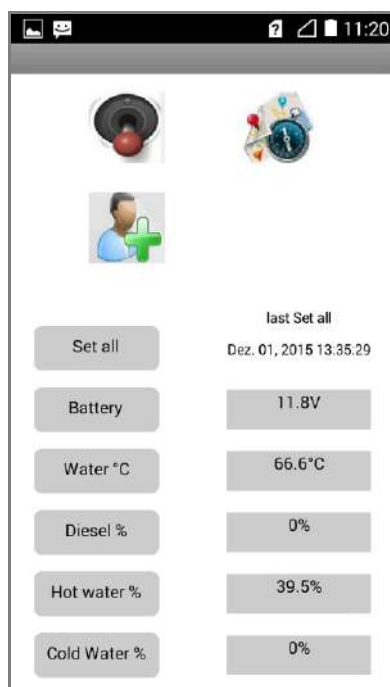 11:20
last Set all
Set all
Dez. 01, 2015 13:35:29
Battery
11.8V
Water °C
66.6°C
Diesel %
0%
Hot water %
39.5%
Cold Water %
0%